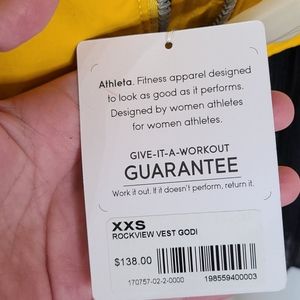 Athleta. Fitness apparel designed
to look as good as it performs.
Designed by women athletes
for women athletes.
GIVE-IT-A-WORKOUT
GUARANTEE
Work it out. If it doesn't perform, return it.
XXS
ROCKVIEW VEST GODI
$138.00
170757-02-2-0000 198559400003